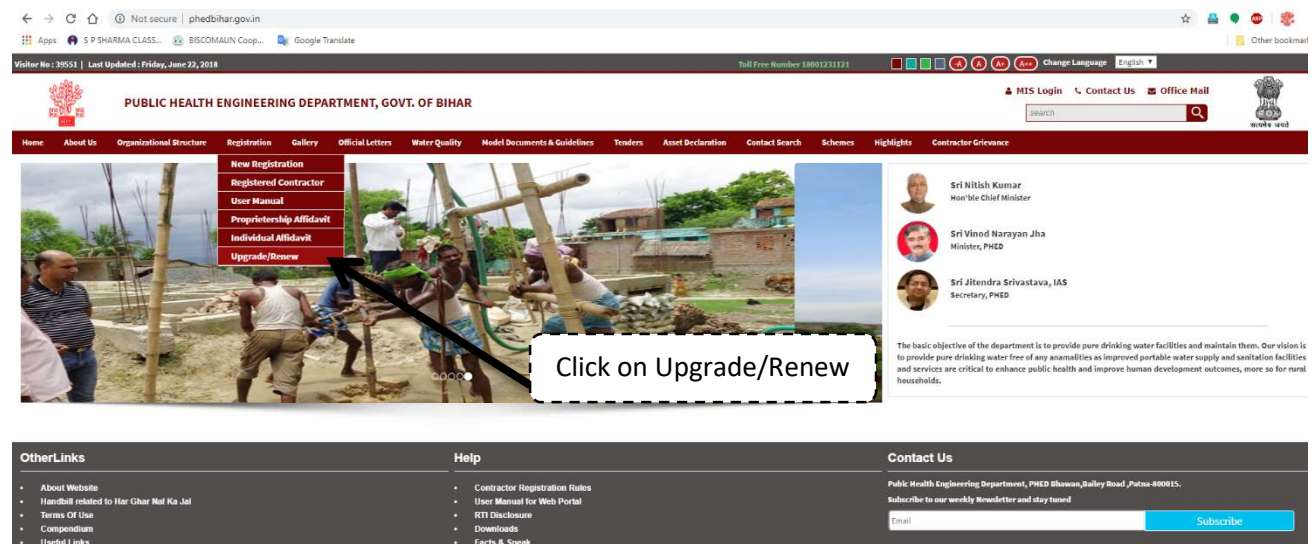 Not secure | phedbihar.gov.in
Apps S P SHARMA CLASS... BISCOMAUN Coop... Google Translate Other bookmar
Visitor No : 39551 | Last Updated : Friday, June 22, 2018 Toll Free Number 18001231121 -A A A+ A++ Change Language English
PUBLIC HEALTH ENGINEERING DEPARTMENT, GOVT. OF BIHAR
MIS Login Contact Us Office Mail
search
सत्यमेव जयते
Home About Us Organizational Structure Registration Gallery Official Letters Water Quality Model Documents & Guidelines Tenders Asset Declaration Contact Search Schemes Highlights Contractor Grievance
New Registration
Registered Contractor
User Manual
Proprietership Affidavit
Individual Affidavit
Upgrade/Renew
Click on Upgrade/Renew
Sri Nitish Kumar
Hon'ble Chief Minister
Sri Vinod Narayan Jha
Minister, PHED
Sri Jitendra Srivastava, IAS
Secretary, PHED
The basic objective of the department is to provide pure drinking water facilities and maintain them. Our vision is
to provide pure drinking water free of any anamalities as improved portable water supply and sanitation facilities
and services are critical to enhance public health and improve human development outcomes, more so for rural
households.
OtherLinks
• About Website
• Handbill related to Har Ghar Nal Ka Jal
• Terms Of Use
• Compendium
• Useful Links
Help
• Contractor Registration Rules
• User Manual for Web Portal
• RTI Disclosure
• Downloads
• Facts & Speak
Contact Us
Public Health Engineering Department, PHED Bhawan,Bailey Road ,Patna-800015.
Subscribe to our weekly Newsletter and stay tuned
Email Subscribe